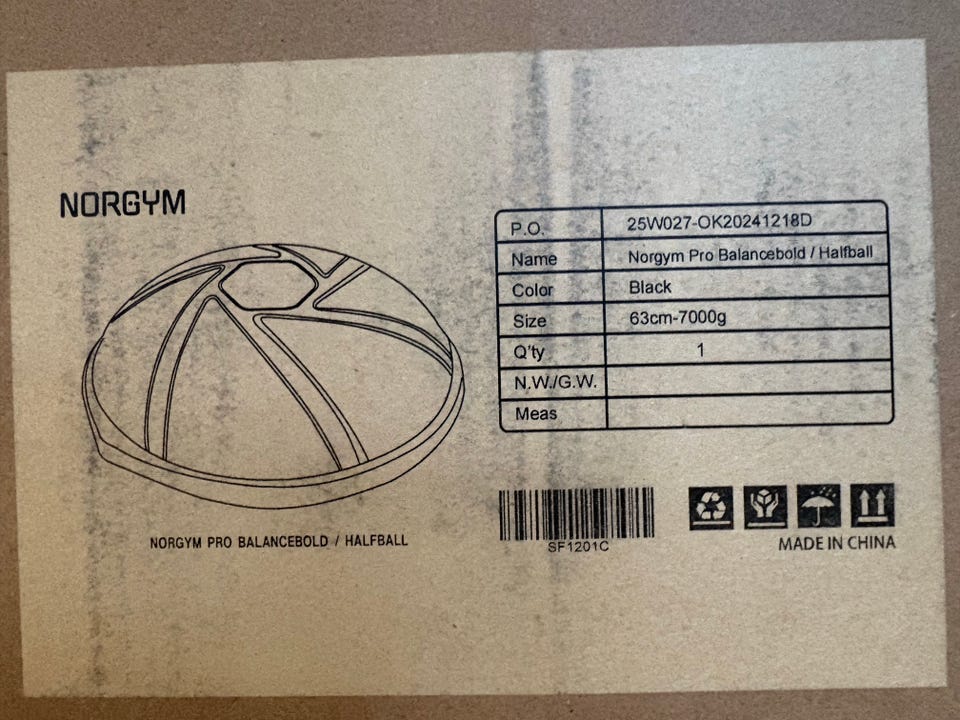 NORGYM
P.O. 25W027-OK20241218D
Name Norgym Pro Balancebold / Halfball
Color Black
Size 63cm-7000g
Q'ty 1
N.W./G.W.
Meas
NORGYM PRO BALANCEBOLD / HALFBALL
SF1201C
MADE IN CHINA